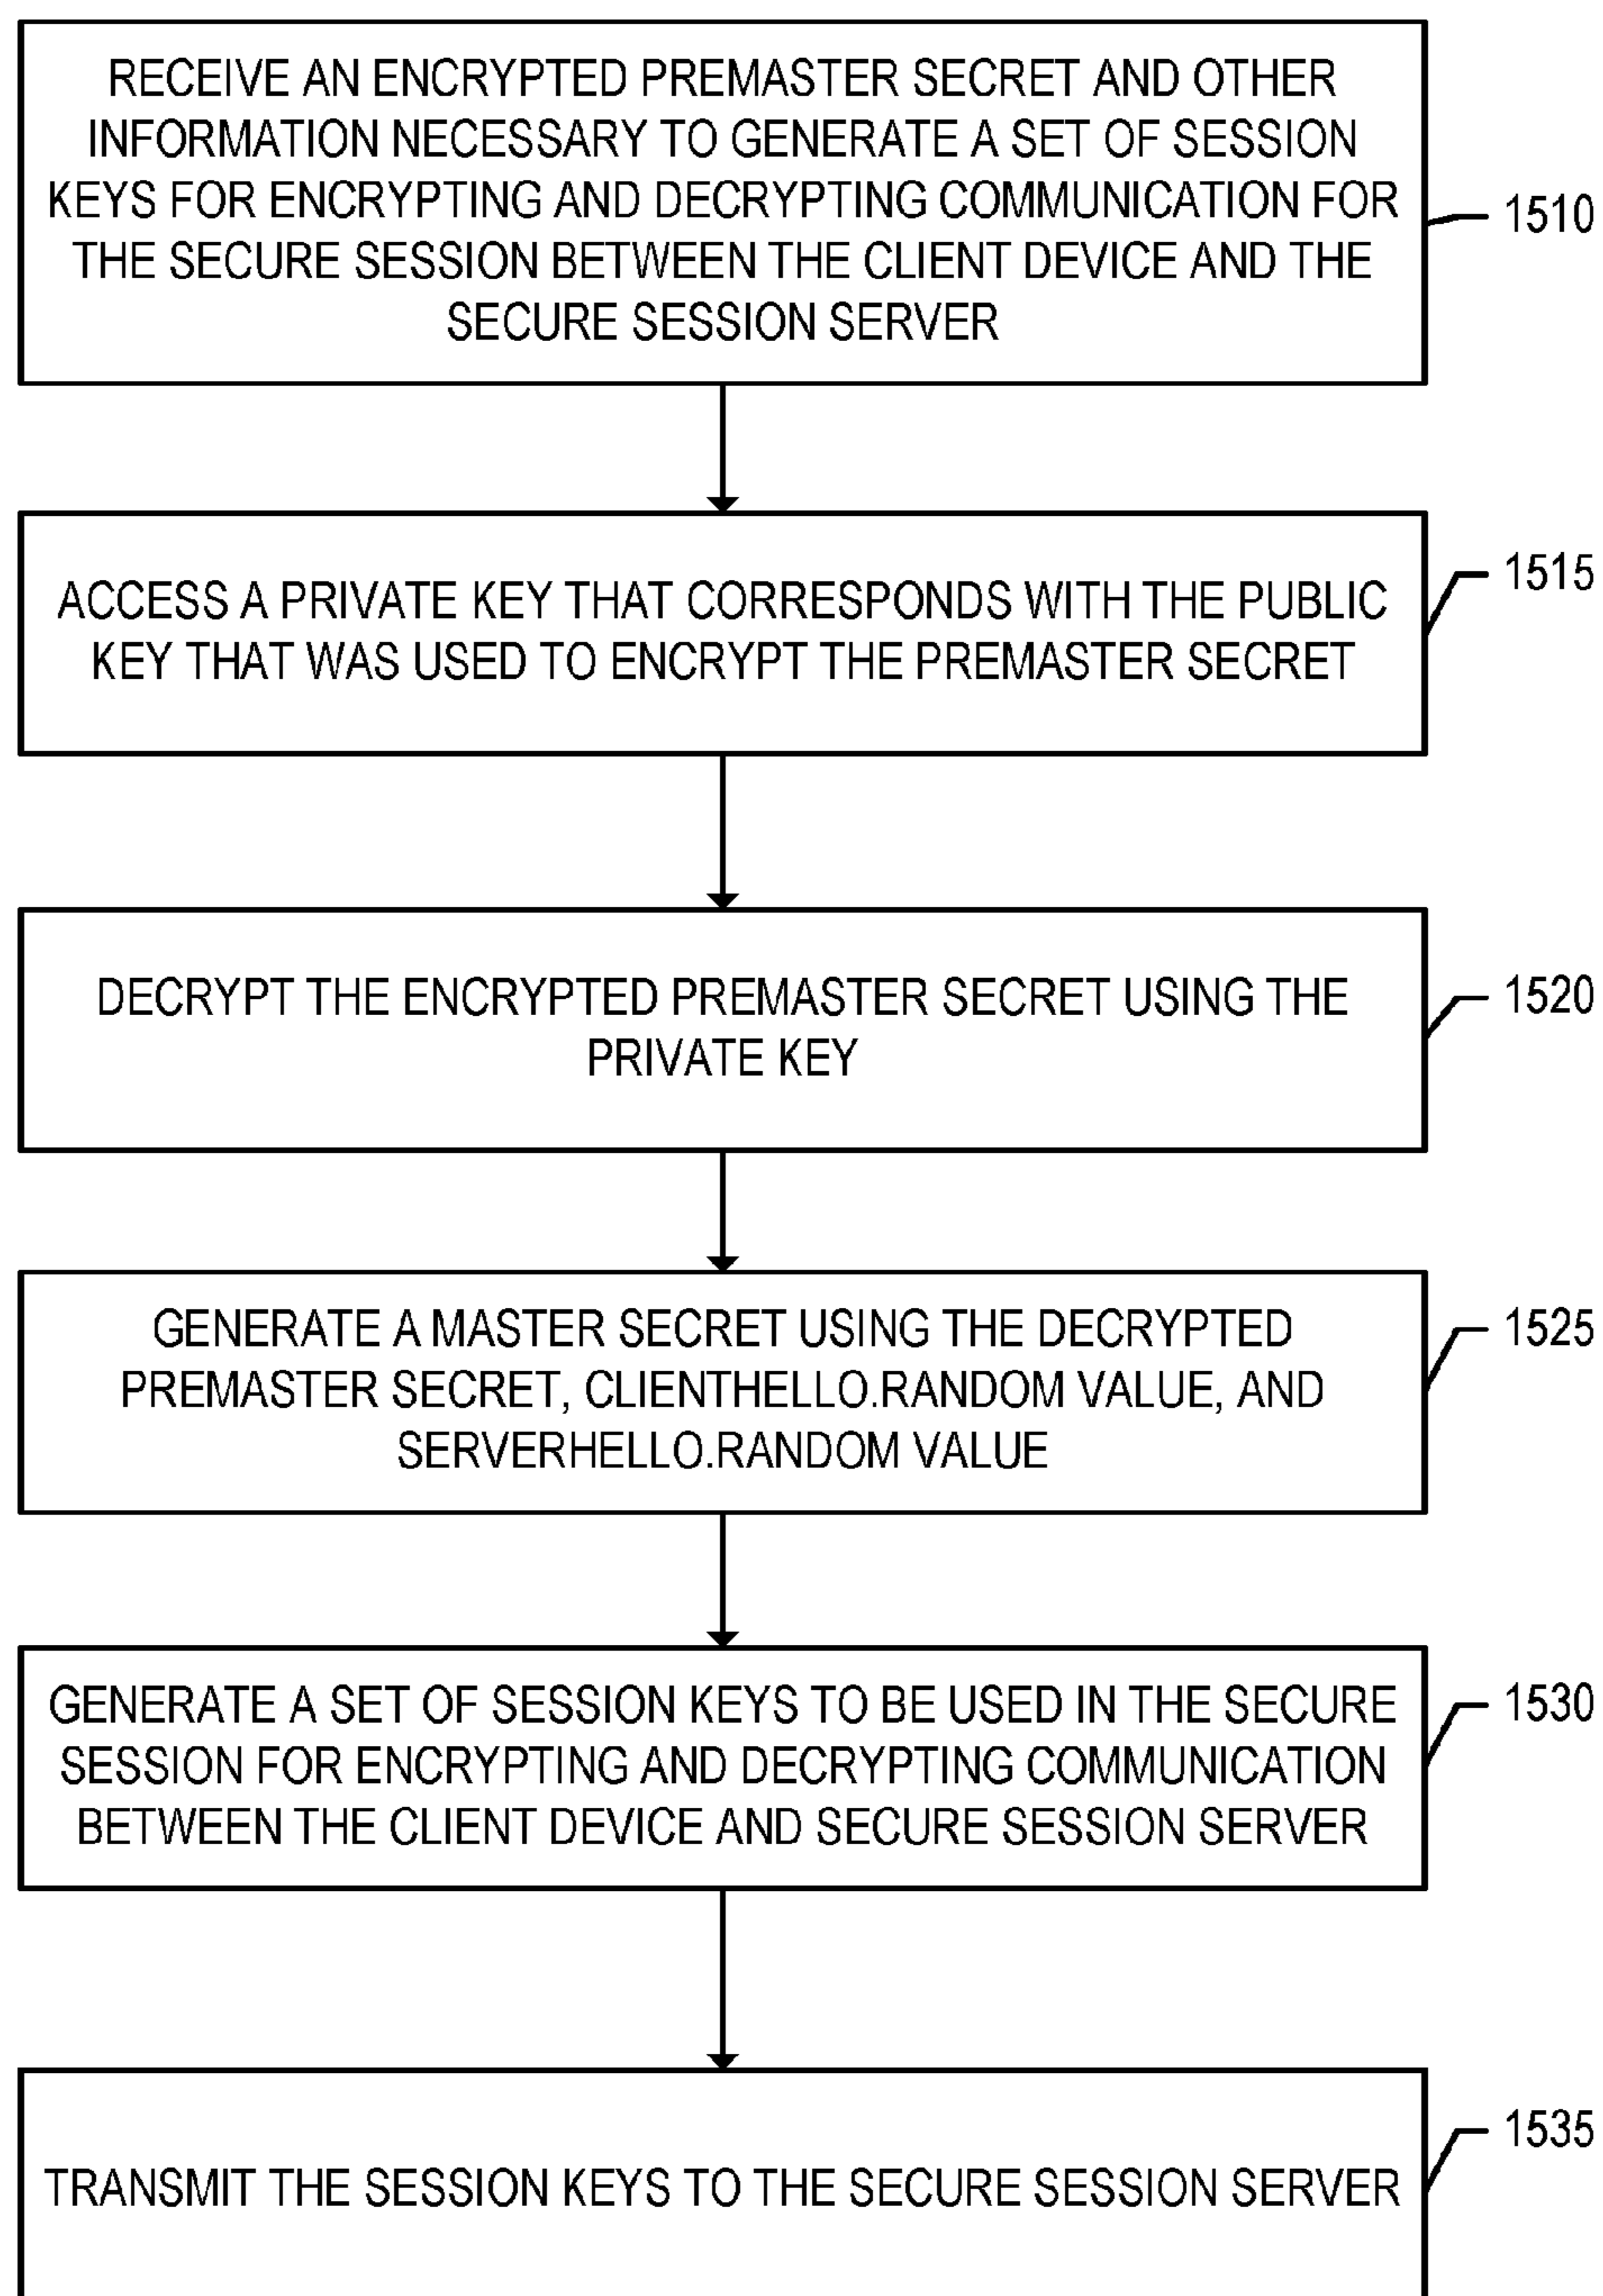 RECEIVE AN ENCRYPTED PREMASTER SECRET AND OTHER
INFORMATION NECESSARY TO GENERATE A SET OF SESSION
KEYS FOR ENCRYPTING AND DECRYPTING COMMUNICATION FOR
THE SECURE SESSION BETWEEN THE CLIENT DEVICE AND THE
SECURE SESSION SERVER
1510
ACCESS A PRIVATE KEY THAT CORRESPONDS WITH THE PUBLIC
KEY THAT WAS USED TO ENCRYPT THE PREMASTER SECRET
1515
DECRYPT THE ENCRYPTED PREMASTER SECRET USING THE
PRIVATE KEY
1520
GENERATE A MASTER SECRET USING THE DECRYPTED
PREMASTER SECRET, CLIENTHELLO.RANDOM VALUE, AND
SERVERHELLO.RANDOM VALUE
1525
GENERATE A SET OF SESSION KEYS TO BE USED IN THE SECURE
SESSION FOR ENCRYPTING AND DECRYPTING COMMUNICATION
BETWEEN THE CLIENT DEVICE AND SECURE SESSION SERVER
1530
TRANSMIT THE SESSION KEYS TO THE SECURE SESSION SERVER
1535